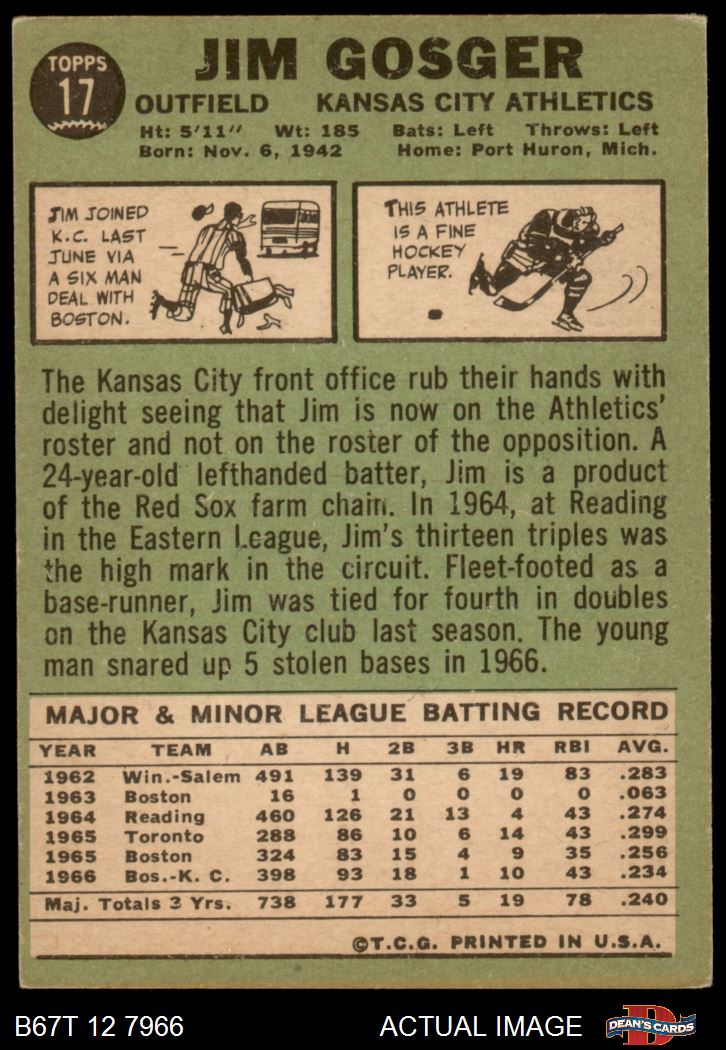 TOPPS
17
JIM GOSGER
OUTFIELD KANSAS CITY ATHLETICS
Ht: 5'11" Wt: 185 Bats: Left Throws: Left
Born: Nov. 6, 1942 Home: Port Huron, Mich.
JIM JOINED
K.C. LAST
JUNE VIA
A SIX MAN
DEAL WITH
BOSTON.
THIS ATHLETE
IS A FINE
HOCKEY
PLAYER.
The Kansas City front office rub their hands with
delight seeing that Jim is now on the Athletics'
roster and not on the roster of the opposition. A
24-year-old lefthanded batter, Jim is a product
of the Red Sox farm chain. In 1964, at Reading
in the Eastern League, Jim's thirteen triples was
the high mark in the circuit. Fleet-footed as a
base-runner, Jim was tied for fourth in doubles
on the Kansas City club last season. The young
man snared up 5 stolen bases in 1966.
MAJOR & MINOR LEAGUE BATTING RECORD
YEAR TEAM AB H 2B 3B HR RBI AVG.
1962 Win.-Salem 491 139 31 6 19 83 .283
1963 Boston 16 1 0 0 0 0 .063
1964 Reading 460 126 21 13 4 43 .274
1965 Toronto 288 86 10 6 14 43 .299
1965 Boston 324 83 15 4 9 35 .256
1966 Bos.-K. C. 398 93 18 1 10 43 .234
Maj. Totals 3 Yrs. 738 177 33 5 19 78 .240
©T.C.G. PRINTED IN U.S.A.
B67T 12 7966 ACTUAL IMAGE DEAN'S CARDS